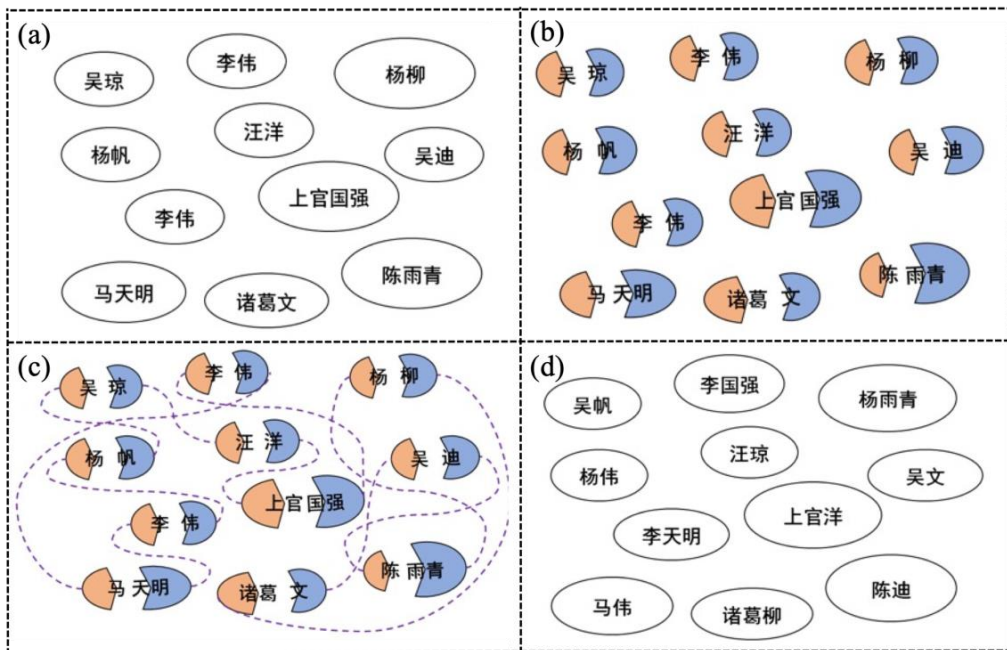 (a)
李伟
杨柳
吴琼
汪洋
杨帆
吴迪
上官国强
李伟
陈雨青
马天明
诸葛文
(b)
李 伟
杨 柳
吴 琼
汪 洋
杨 帆
吴 迪
上官国强
李 伟
陈 雨青
马 天明
诸葛 文
(c)
李 伟
杨 柳
吴 琼
汪 洋
杨 帆
吴 迪
上官国强
李 伟
陈 雨青
马 天明
诸葛 文
(d)
李国强
杨雨青
吴帆
汪琼
杨伟
吴文
上官洋
李天明
陈迪
马伟
诸葛柳